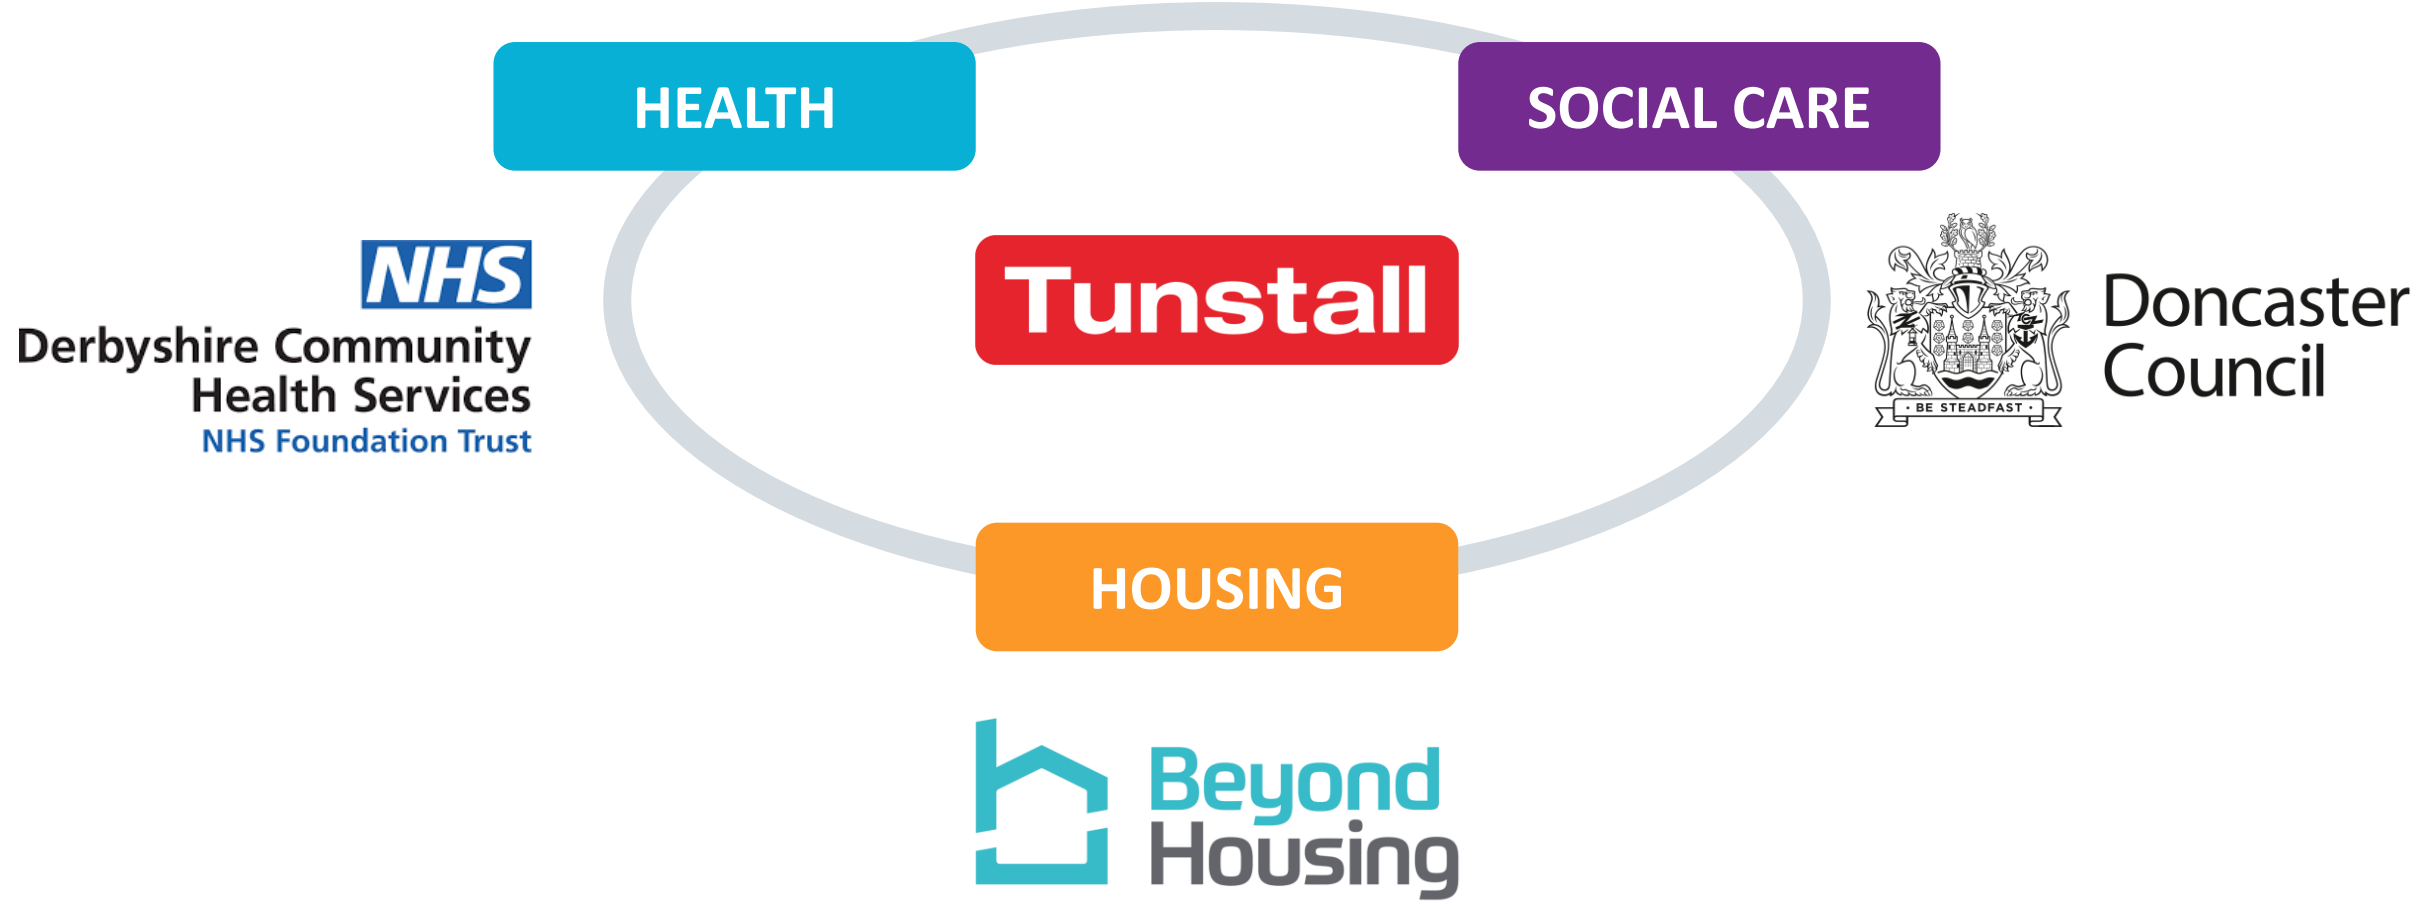 HEALTH
SOCIAL CARE
Tunstall
NHS
Derbyshire Community
Health Services
NHS Foundation Trust
Doncaster
Council
· BE STEADFAST ·
HOUSING
Beyond
Housing